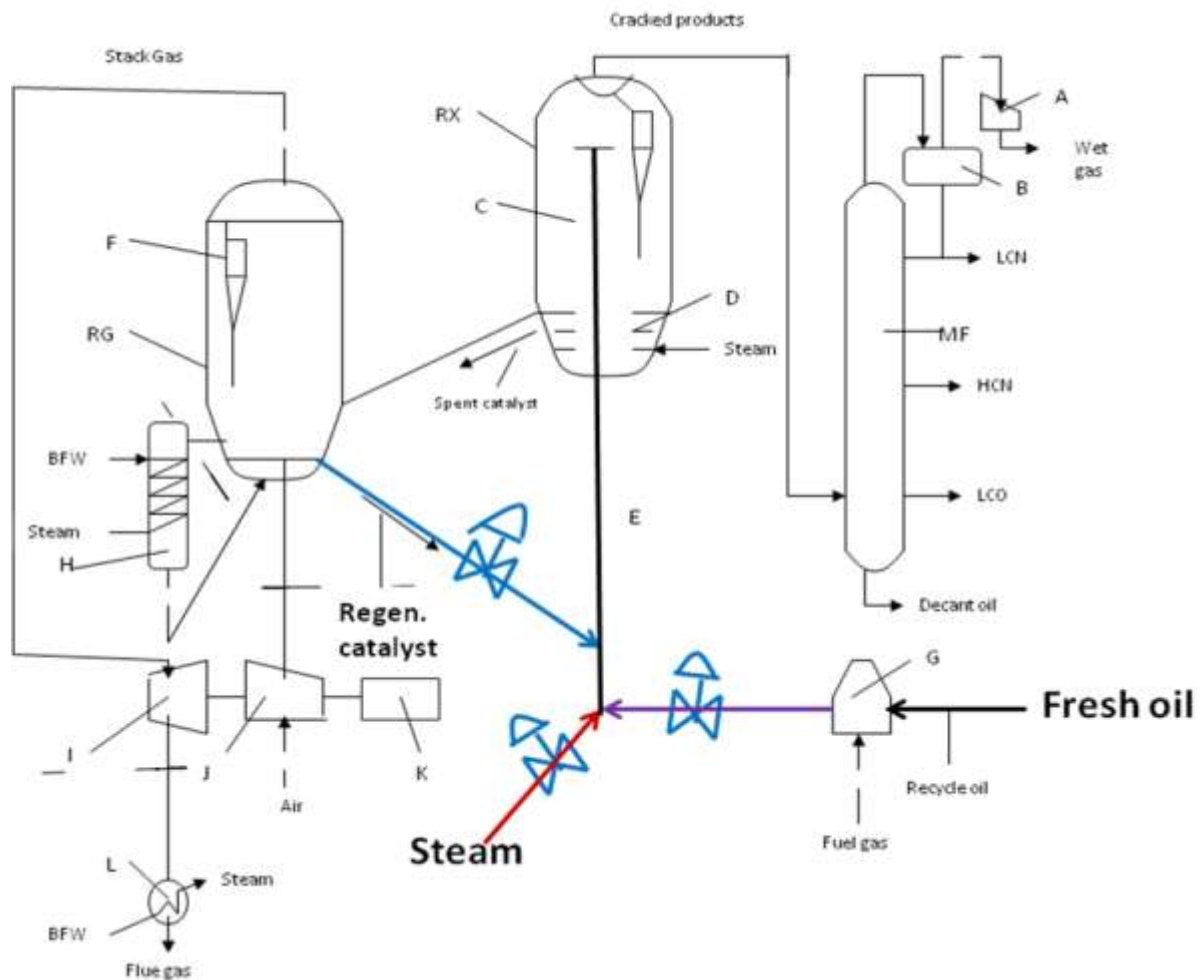 Cracked products
Stack Gas
A
RX
Wet
gas
B
C
F
LCN
D
RG
MF
Steam
HCN
Spent catalyst
BFW
LCO
E
Steam
H
Decant oil
Regen.
catalyst
G
Fresh oil
I
J
K
Recycle oil
Air
Fuel gas
Steam
L
Steam
BFW
Flue gas